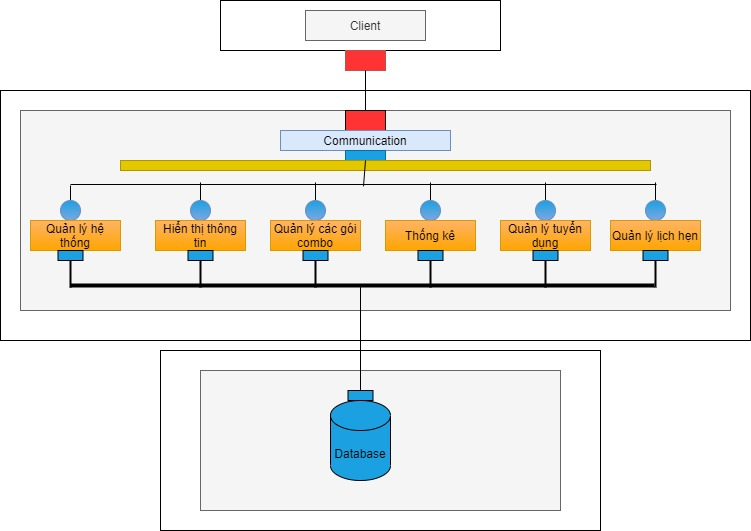 Client
Communication
Quản lý hệ
thống
Hiển thị thông
tin
Quản lý các gói
combo
Thống kê
Quản lý tuyển
dụng
Quản lý lịch hẹn
Database